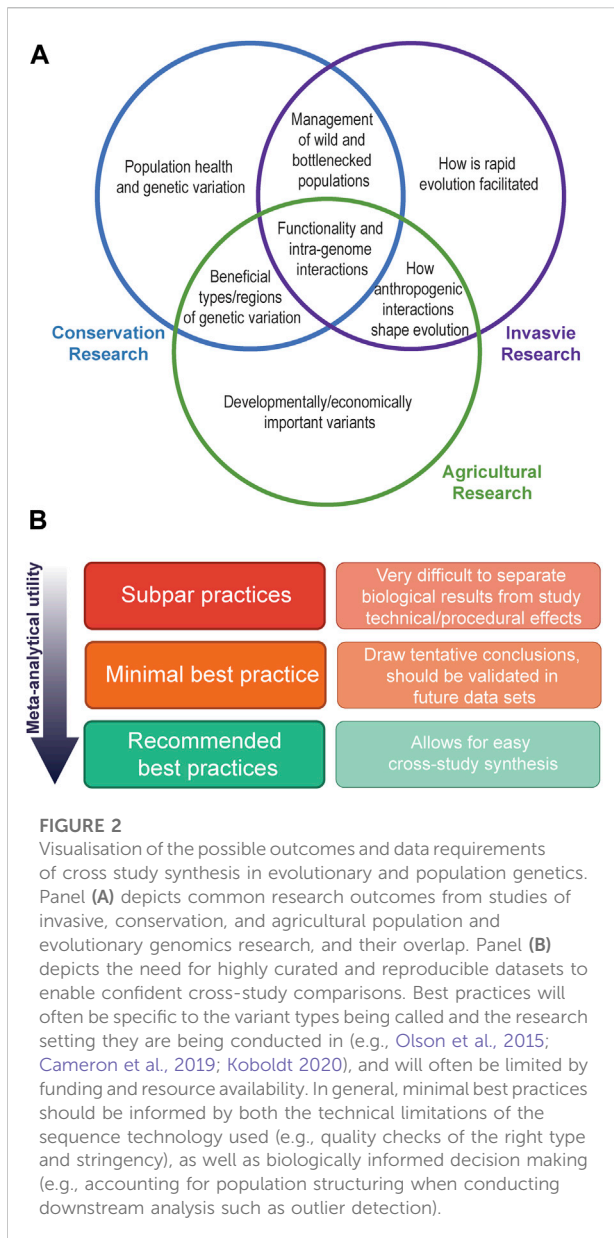 A
Management
of wild and
bottlenecked
populations
Population health
and genetic variation
How is rapid
evolution facilitated
Functionality and
intra-genome
interactions
Beneficial
types/regions
of genetic variation
How
anthropogenic
interactions
shape evolution
Conservation
Research
Invasvie
Research
Developmentally/economically
important variants
Agricultural
Research
B
Meta-analytical utility
Subpar practices
Very difficult to separate
biological results from study
technical/procedural effects
Minimal best practice
Draw tentative conclusions,
should be validated in
future data sets
Recommended
best practices
Allows for easy
cross-study synthesis
FIGURE 2
Visualisation of the possible outcomes and data requirements
of cross study synthesis in evolutionary and population genetics.
Panel (A) depicts common research outcomes from studies of
invasive, conservation, and agricultural population and
evolutionary genomics research, and their overlap. Panel (B)
depicts the need for highly curated and reproducible datasets to
enable confident cross-study comparisons. Best practices will
often be specific to the variant types being called and the research
setting they are being conducted in (e.g., Olson et al., 2015;
Cameron et al., 2019; Koboldt 2020), and will often be limited by
funding and resource availability. In general, minimal best practices
should be informed by both the technical limitations of the
sequence technology used (e.g., quality checks of the right type
and stringency), as well as biologically informed decision making
(e.g., accounting for population structuring when conducting
downstream analysis such as outlier detection).